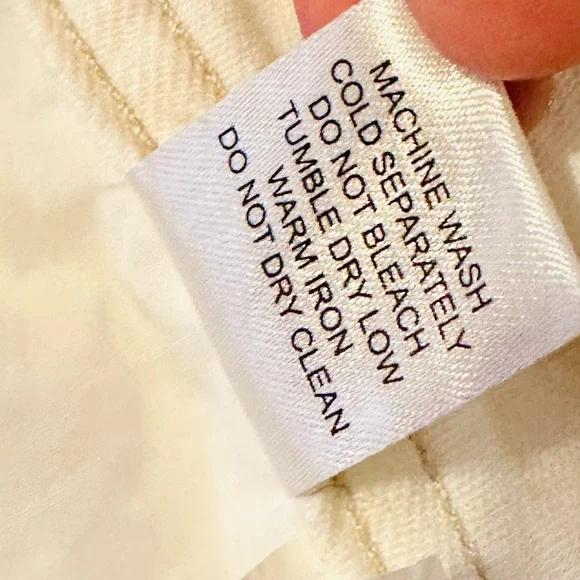 MACHINE WASH
COLD SEPARATELY
DO NOT BLEACH
TUMBLE DRY LOW
WARM IRON
DO NOT DRY CLEAN